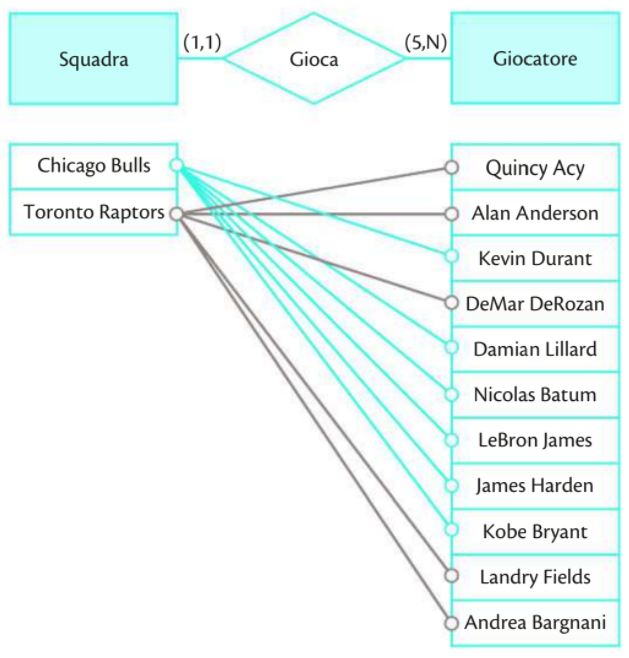 Squadra
(1,1)
Gioca
(5,N)
Giocatore
Chicago Bulls
Toronto Raptors
Quincy Acy
Alan Anderson
Kevin Durant
DeMar DeRozan
Damian Lillard
Nicolas Batum
LeBron James
James Harden
Kobe Bryant
Landry Fields
Andrea Bargnani